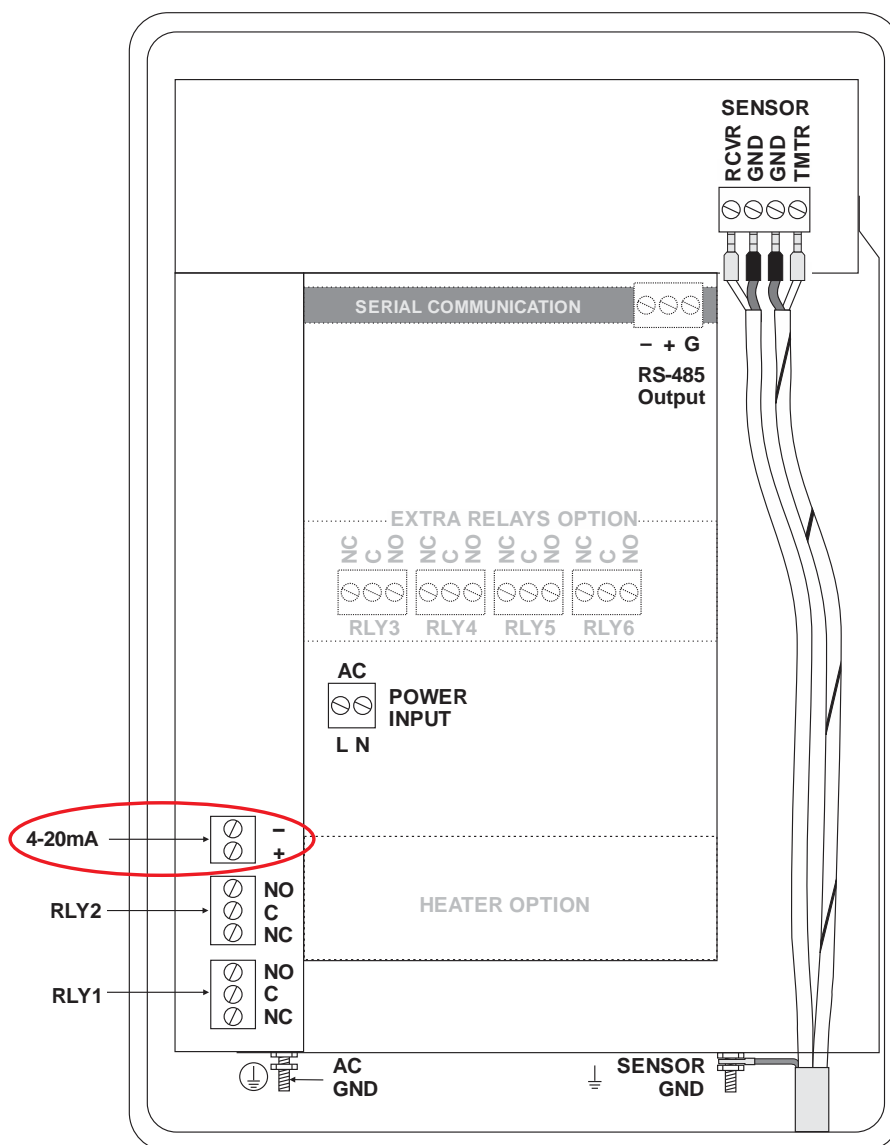 SENSOR
RCVR
GND
GND
TMTR
SERIAL COMMUNICATION
– + G
RS-485
Output
EXTRA RELAYS OPTION
NC C NO NC C NO NC C NO NC C NO
RLY3 RLY4 RLY5 RLY6
AC
POWER
INPUT
L N
4-20mA
–
+
RLY2
NO
C
NC
HEATER OPTION
RLY1
NO
C
NC
AC
GND
SENSOR
GND